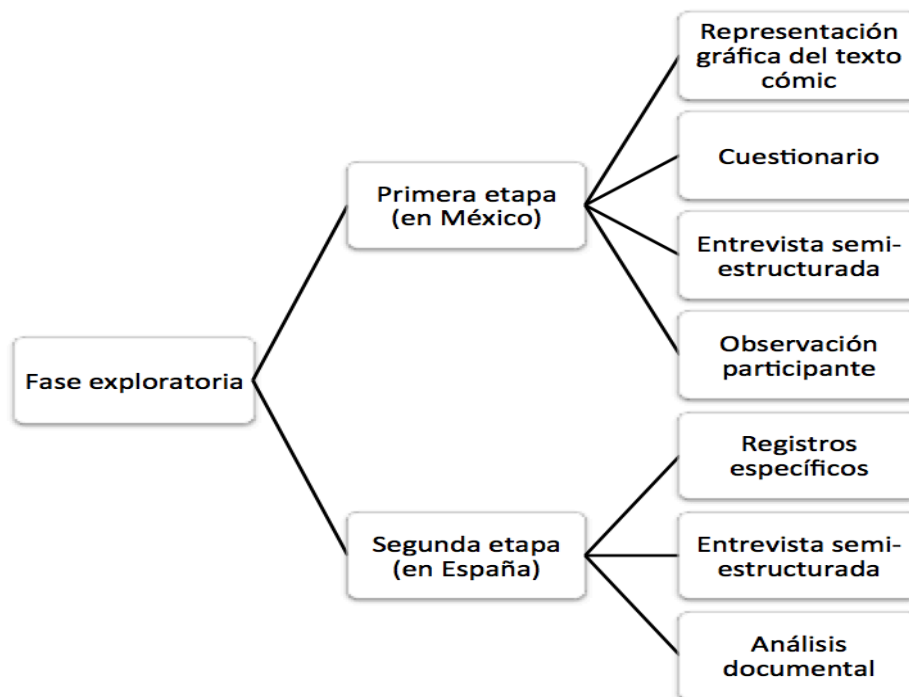 Fase exploratoria
Primera etapa
(en México)
Representación
gráfica del texto
cómic
Cuestionario
Entrevista semi-
estructurada
Observación
participante
Segunda etapa
(en España)
Registros
específicos
Entrevista semi-
estructurada
Análisis
documental